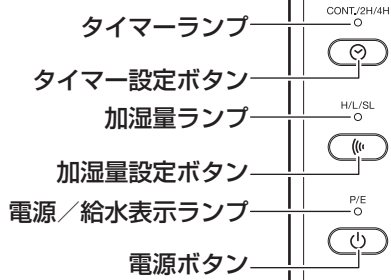 CONT./2H/4H
タイマーランプ
タイマー設定ボタン
H/L/SL
加湿量ランプ
加湿量設定ボタン
P/E
電源／給水表示ランプ
電源ボタン